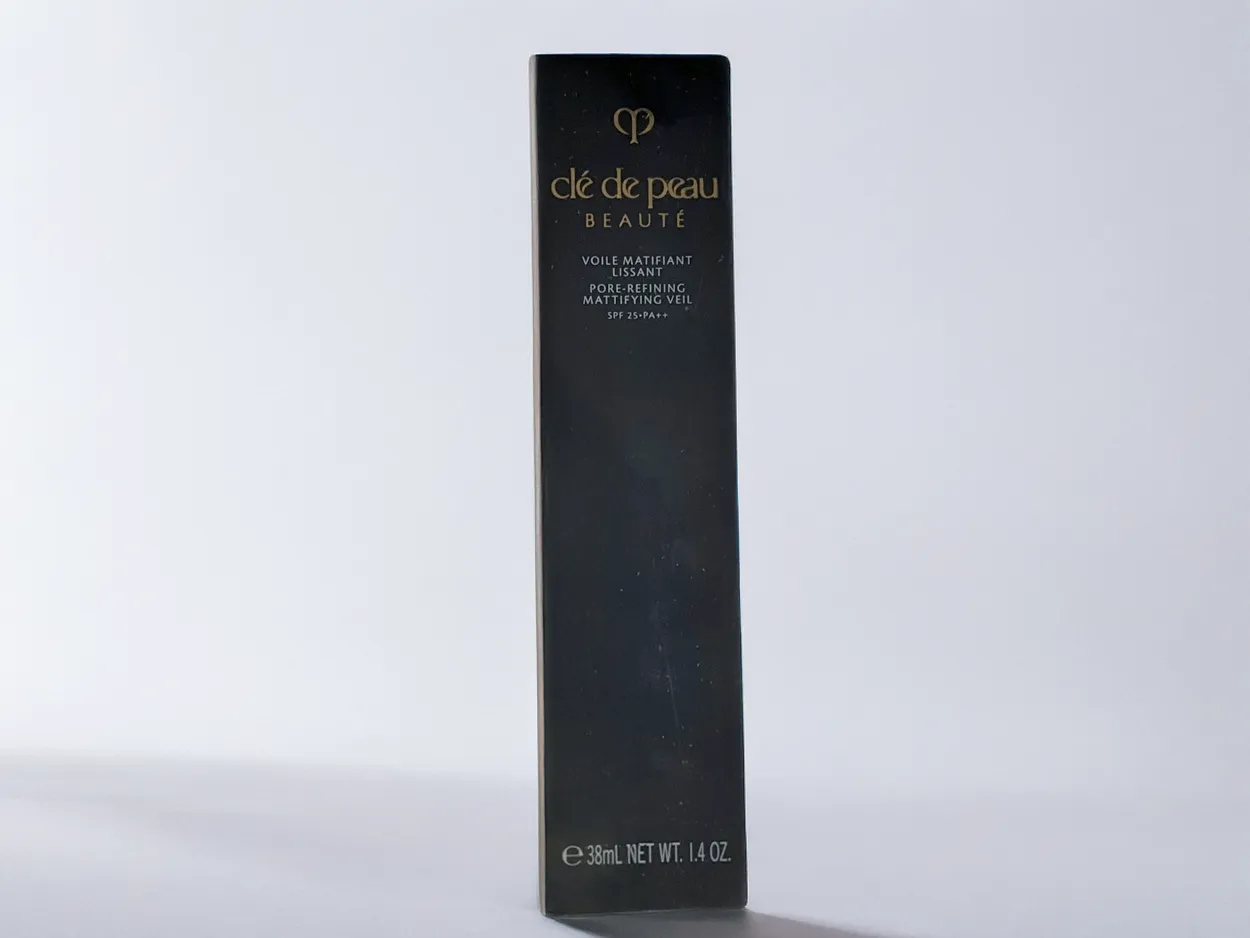 clé de peau
BEAUTÉ
VOILE MATIFIANT
LISSANT
PORE-REFINING
MATTIFYING VEIL
SPF 25•PA++
℮ 38mL NET WT. 1.4 OZ.